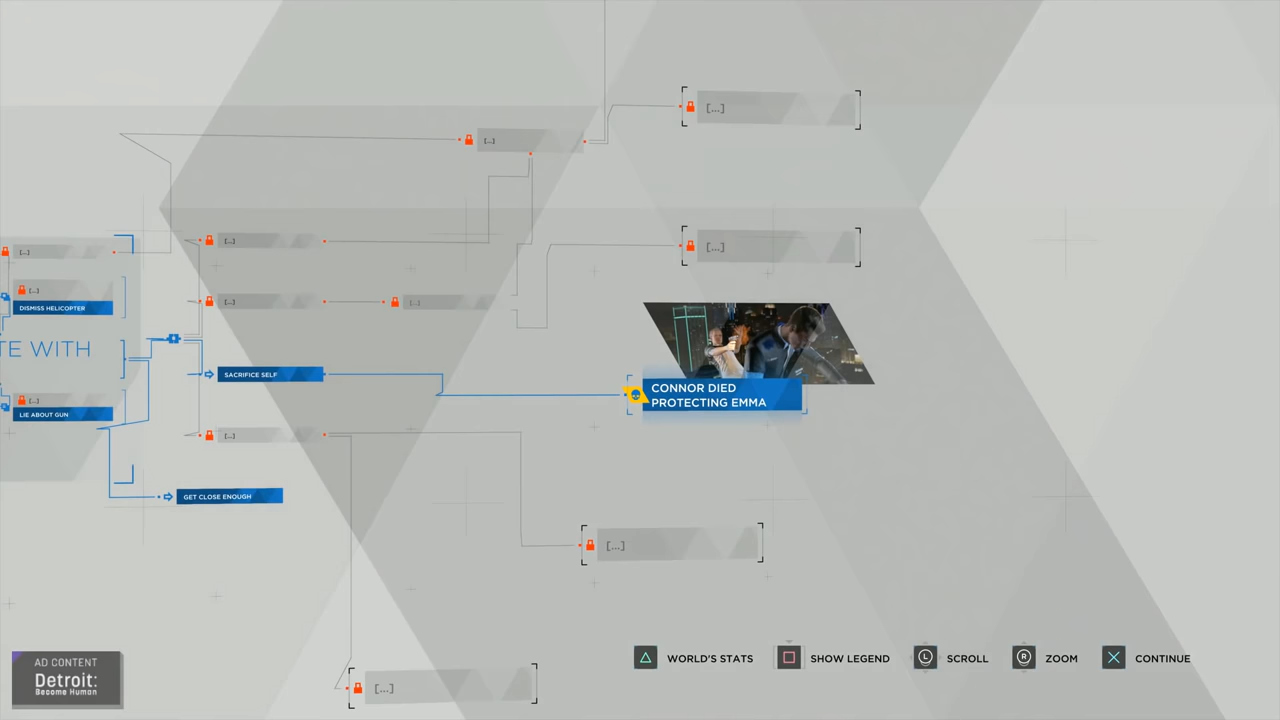 [...]
[...]
[...]
[...]
[...]
[...]
DISMISS HELICOPTER
[...]
[...]
TE WITH
SACRIFICE SELF
CONNOR DIED
PROTECTING EMMA
[...]
LIE ABOUT GUN
[...]
GET CLOSE ENOUGH
[...]
[...]
AD CONTENT
Detroit:
Become Human
WORLD'S STATS
SHOW LEGEND
L
SCROLL
R
ZOOM
CONTINUE